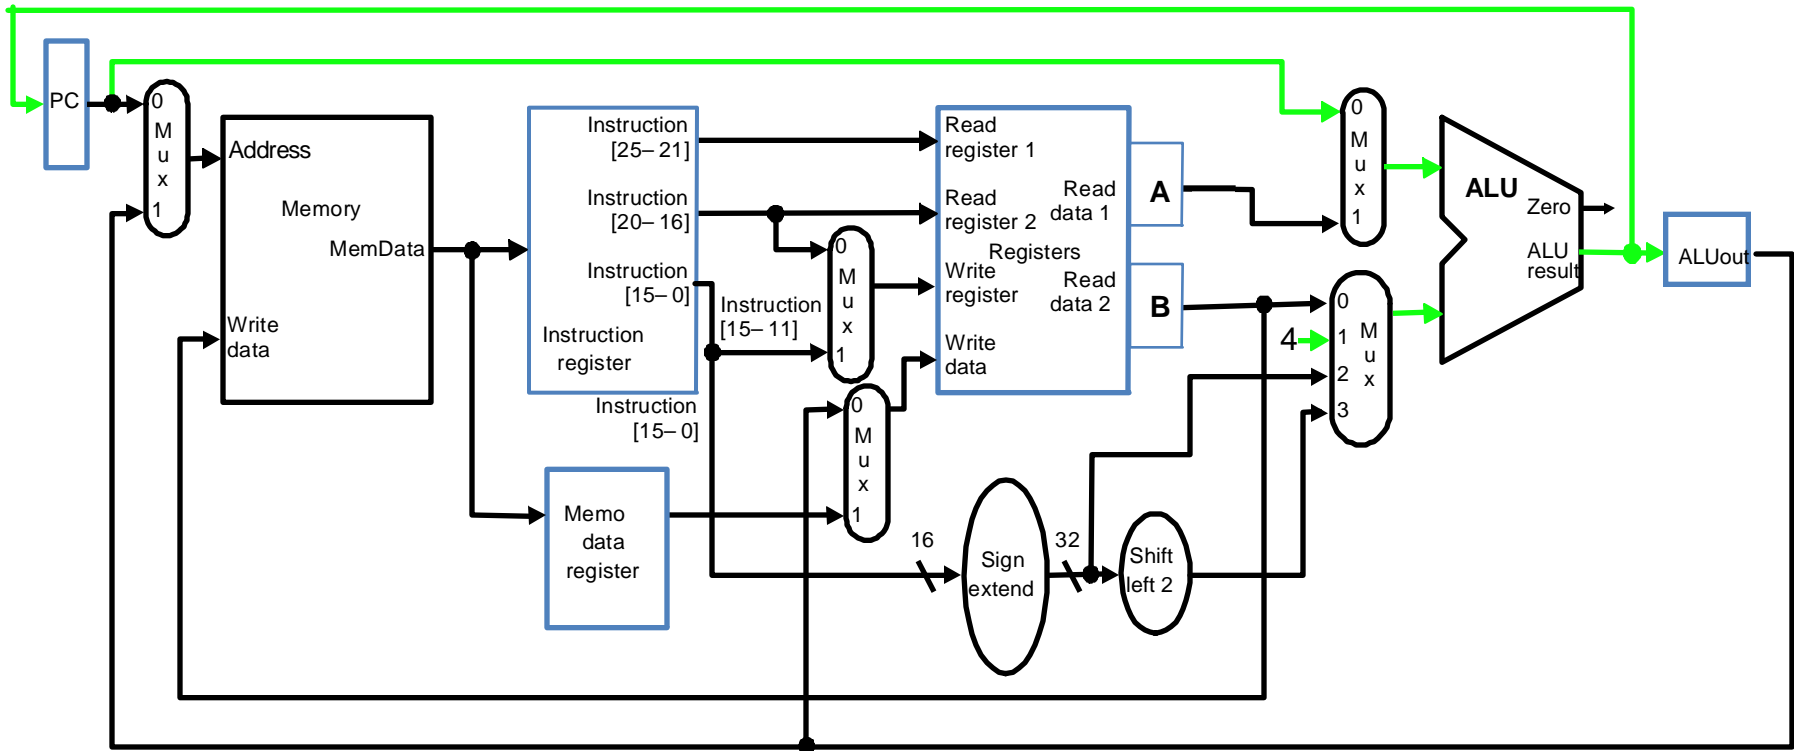 PC
0
M
u
x
1
Address
Memory
MemData
Write
data
Instruction
[25– 21]
Instruction
[20– 16]
Instruction
[15– 0]
Instruction
register
Instruction
[15– 11]
Instruction
[15– 0]
0
M
u
x
1
0
M
u
x
1
Memo
data
register
Read
register 1
Read
register 2
Registers
Write
register
Write
data
Read
data 1
Read
data 2
A
B
16
Sign
extend
32
Shift
left 2
0
M
u
x
1
4
0
1
2
3
M
u
x
ALU
Zero
ALU
result
ALUout